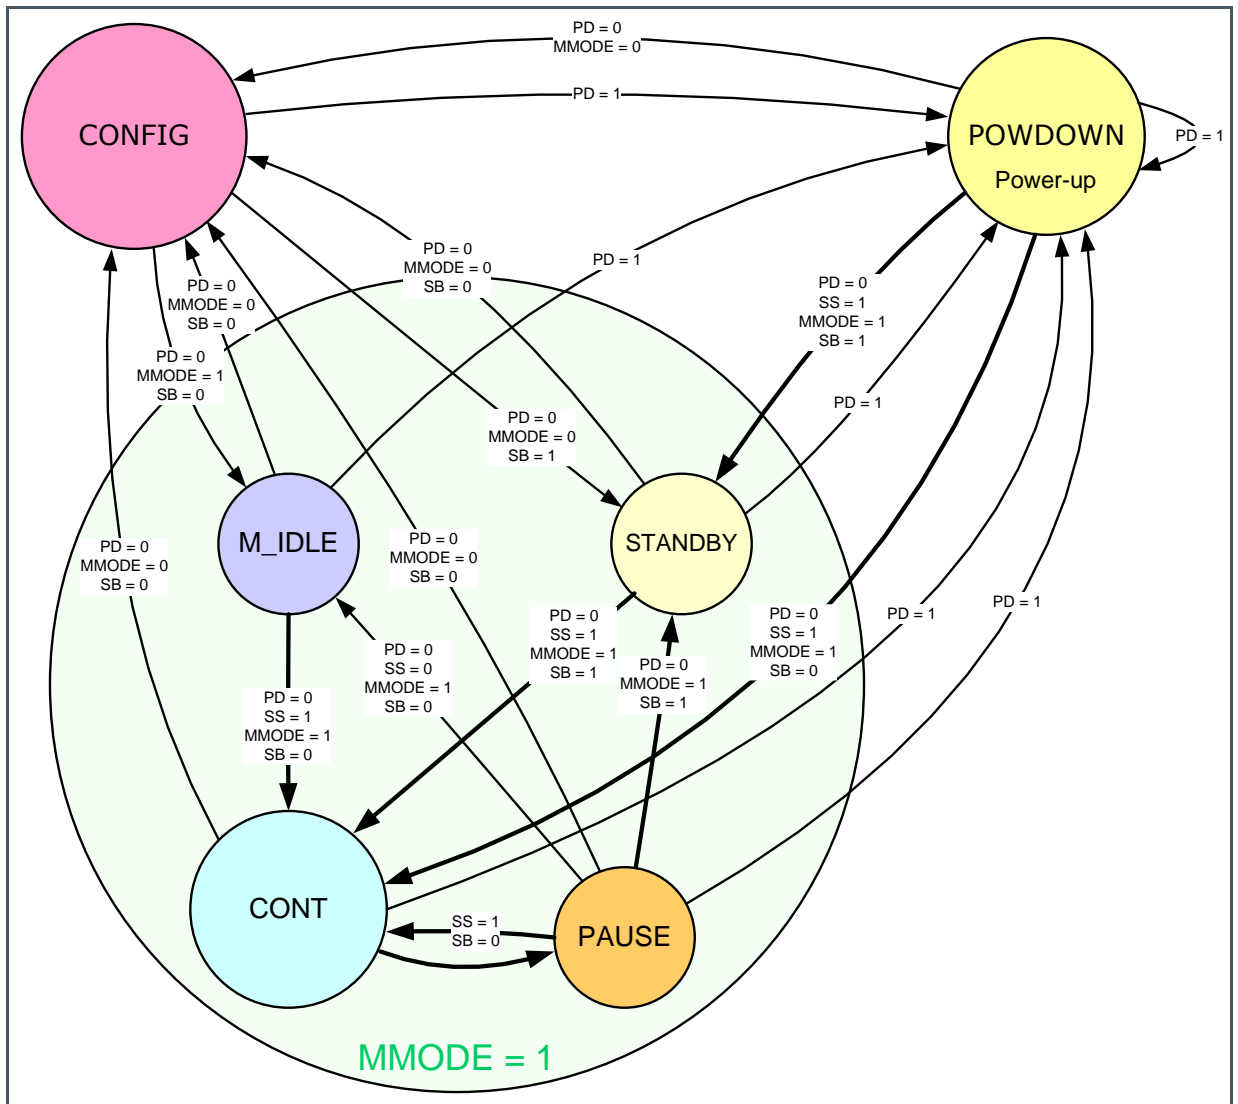 PD = 0
MMODE = 0
PD = 1
CONFIG
POWDOWN
Power-up
PD = 1
PD = 0
MMODE = 0
SB = 0
PD = 1
PD = 0
MMODE = 0
SB = 0
PD = 0
SS = 1
MMODE = 1
SB = 1
PD = 0
MMODE = 1
SB = 0
PD = 1
PD = 0
MMODE = 0
SB = 1
M_IDLE
STANDBY
PD = 0
MMODE = 0
SB = 0
PD = 0
MMODE = 0
SB = 0
PD = 0
SS = 1
MMODE = 1
SB = 1
PD = 0
SS = 1
MMODE = 1
SB = 0
PD = 1
PD = 1
PD = 0
SS = 0
MMODE = 1
SB = 0
PD = 0
MMODE = 1
SB = 1
PD = 0
SS = 1
MMODE = 1
SB = 0
CONT
SS = 1
SB = 0
PAUSE
MMODE = 1